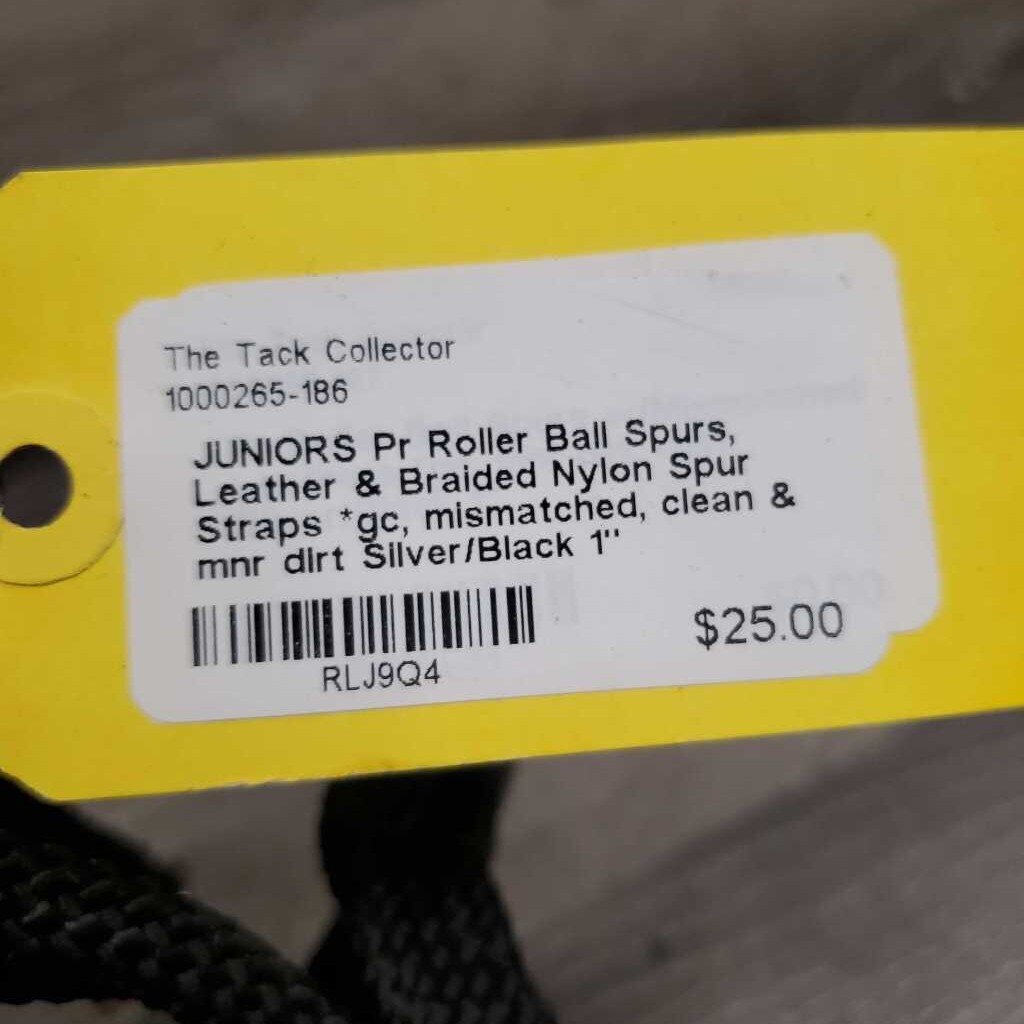 The Tack Collector
1000265-186
JUNIORS Pr Roller Ball Spurs,
Leather & Braided Nylon Spur
Straps *gc, mismatched, clean &
mnr dirt Silver/Black 1"
RLJ9Q4
$25.00